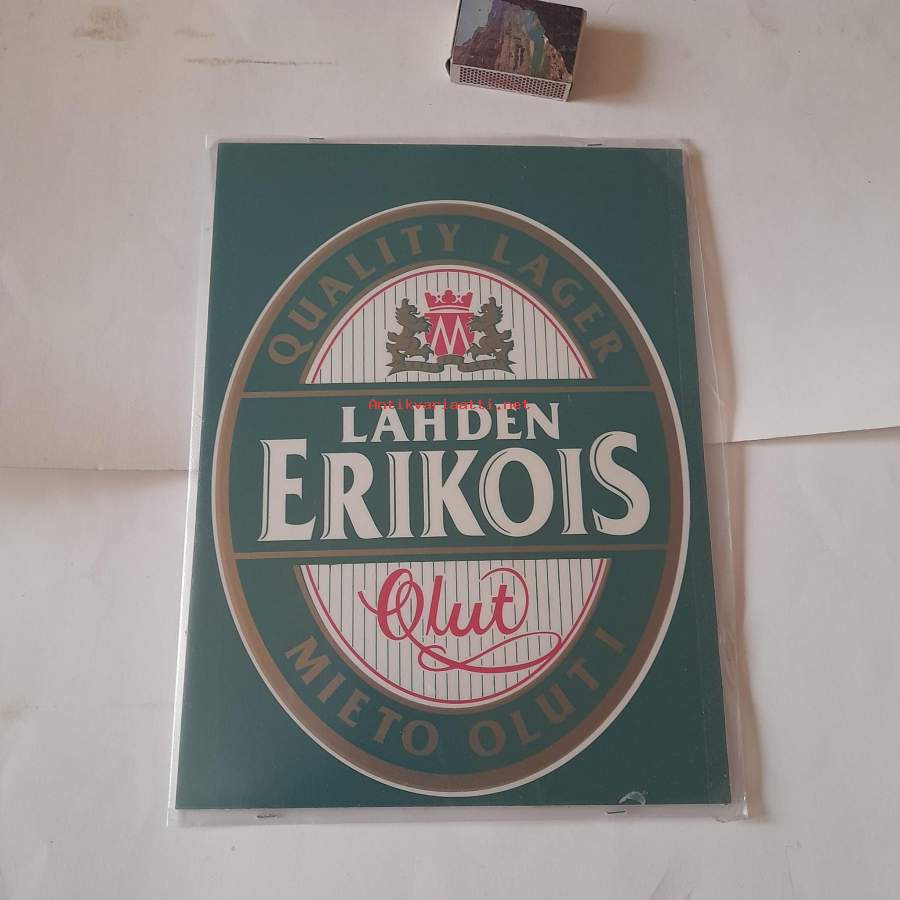 QUALITY LAGER
M
Antikvariaatti.net
LAHDEN
ERIKOIS
Olut
MIETO OLUT I